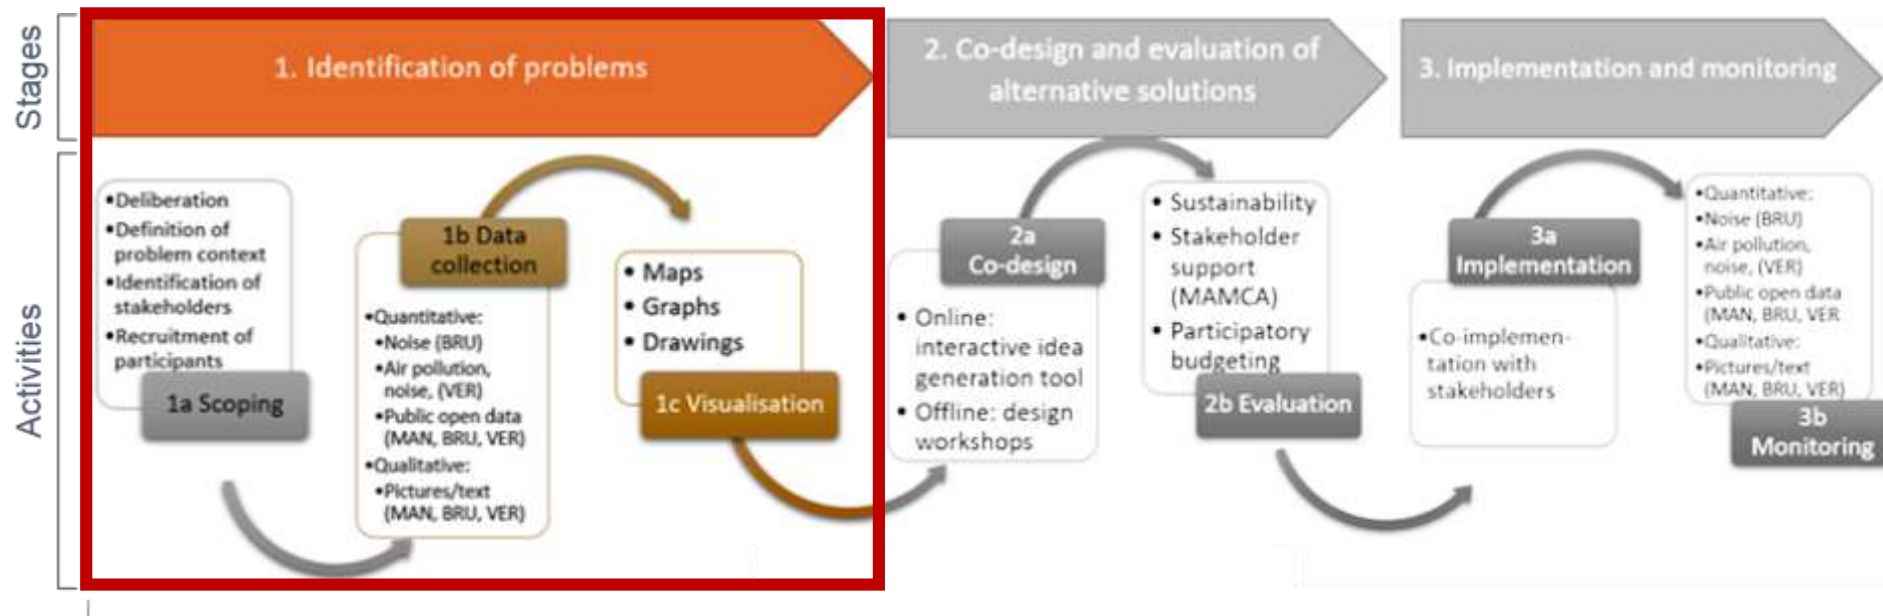 Stages
1. Identification of problems
2. Co-design and evaluation of
alternative solutions
3. Implementation and monitoring
Activities
•Deliberation
•Definition of
problem context
•Identification of
stakeholders
•Recruitment of
participants
1a Scoping
1b Data
collection
•Quantitative:
•Noise (BRU)
•Air pollution,
noise, (VER)
•Public open data
(MAN, BRU, VER)
•Qualitative:
•Pictures/text
(MAN, BRU, VER)
• Maps
• Graphs
• Drawings
1c Visualisation
2a
Co-design
• Online:
interactive idea
generation tool
• Offline: design
workshops
• Sustainability
• Stakeholder
support
(MAMCA)
• Participatory
budgeting
2b Evaluation
3a
Implementation
•Co-implemen-
tation with
stakeholders
•Quantitative:
•Noise (BRU)
•Air pollution,
noise, (VER)
•Public open data
(MAN, BRU, VER
•Qualitative:
•Pictures/text
(MAN, BRU, VER)
3b
Monitoring